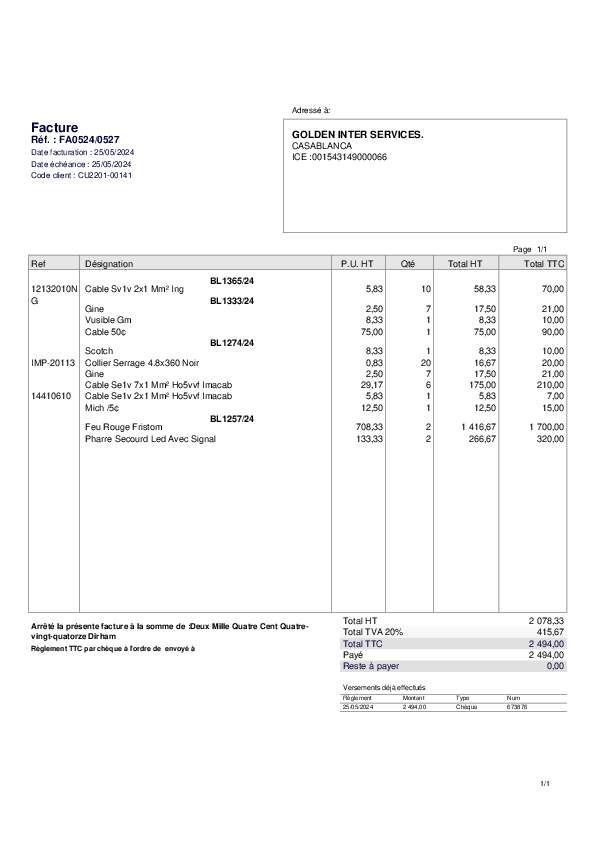 Adressé à:
Facture
Réf. : FA0524/0527
Date facturation : 25/05/2024
Date échéance : 25/05/2024
Code client : CU2201-00141
GOLDEN INTER SERVICES.
CASABLANCA
ICE :001543149000066
Page 1/1
Ref Désignation P.U. HT Qté Total HT Total TTC
BL1365/24
12132010NG Cable Sv1v 2x1 Mm² Ing 5,83 10 58,33 70,00
BL1333/24
Gine 2,50 7 17,50 21,00
Vusible Gm 8,33 1 8,33 10,00
Cable 50¢ 75,00 1 75,00 90,00
BL1274/24
Scotch 8,33 1 8,33 10,00
IMP-20113 Collier Serrage 4.8x360 Noir 0,83 20 16,67 20,00
Gine 2,50 7 17,50 21,00
Cable Se1v 7x1 Mm² Ho5vvf Imacab 29,17 6 175,00 210,00
14410610 Cable Se1v 2x1 Mm² Ho5vvf Imacab 5,83 1 5,83 7,00
Mich /5¢ 12,50 1 12,50 15,00
BL1257/24
Feu Rouge Fristom 708,33 2 1 416,67 1 700,00
Pharre Secourd Led Avec Signal 133,33 2 266,67 320,00
Arrêté la présente facture à la somme de :Deux Mille Quatre Cent Quatre-
vingt-quatorze Dirham
Règlement TTC par chèque à l'ordre de envoyé à
Total HT 2 078,33
Total TVA 20% 415,67
Total TTC 2 494,00
Payé 2 494,00
Reste à payer 0,00
Versements déjà effectués
Règlement Montant Type Num
25/05/2024 2 494,00 Chèque 673876
1/1